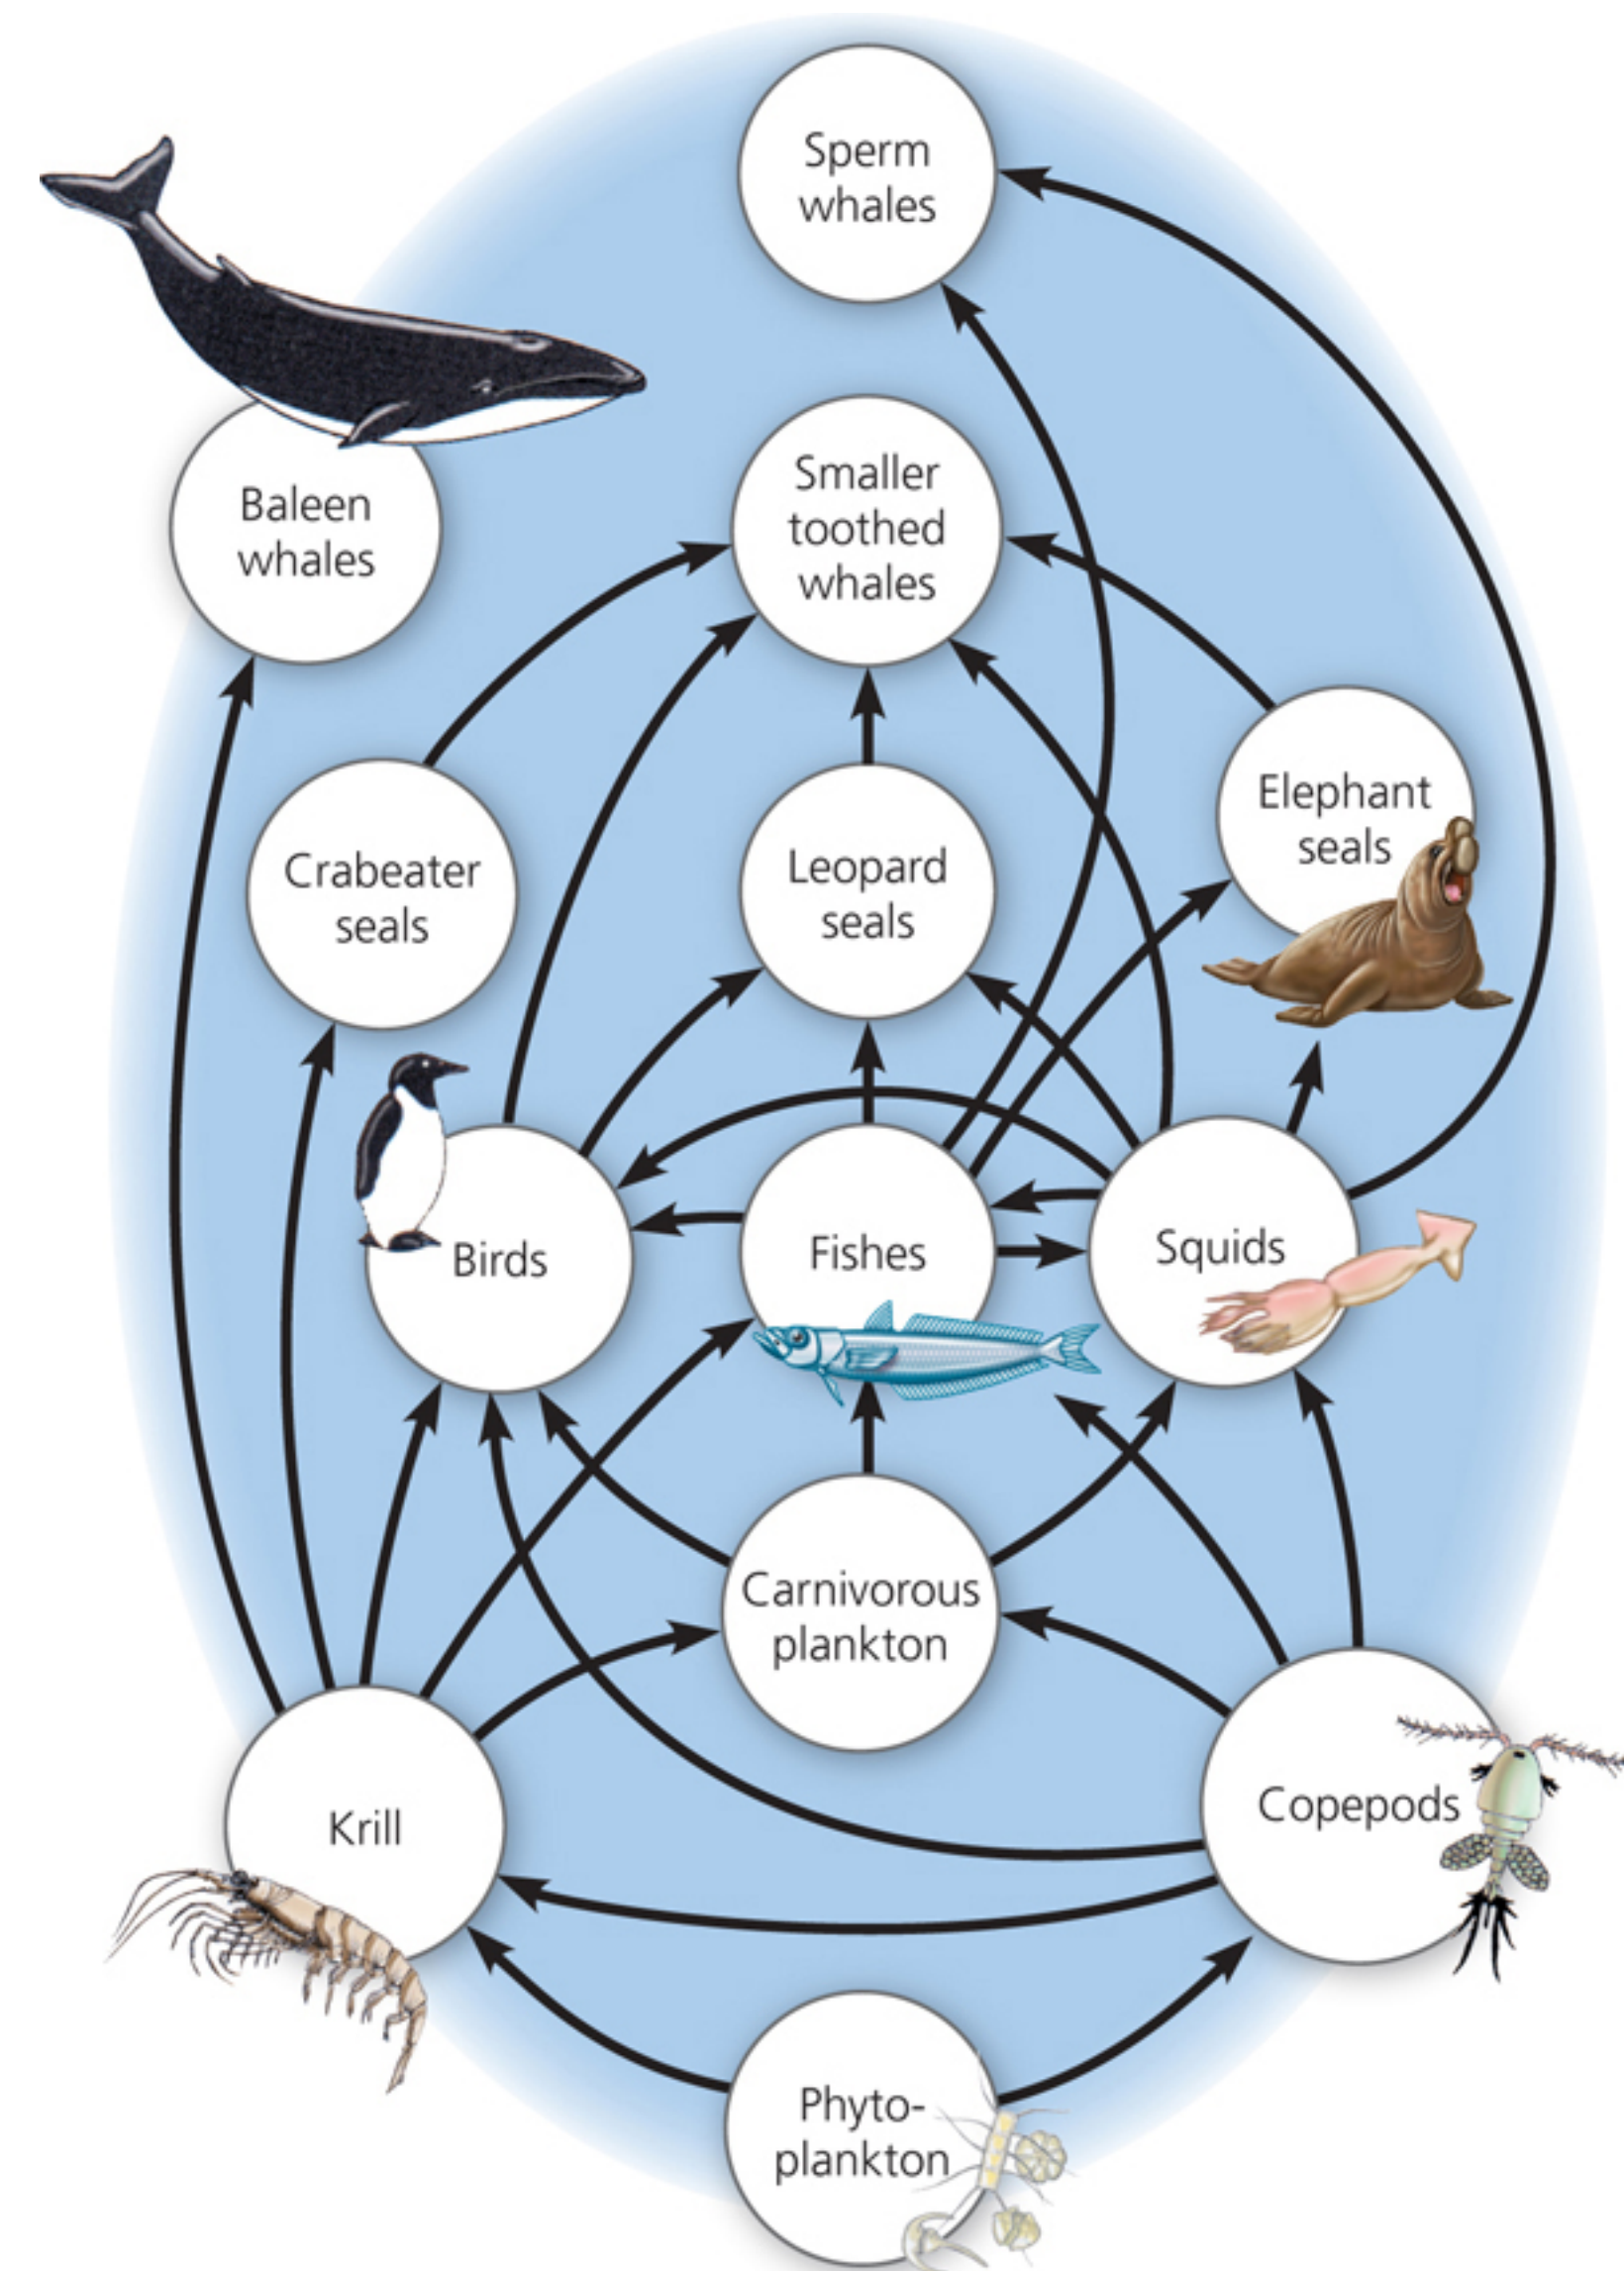 Sperm
whales
Baleen
whales
Smaller
toothed
whales
Elephant
seals
Crabeater
seals
Leopard
seals
Birds
Fishes
Squids
Carnivorous
plankton
Krill
Copepods
Phyto-
plankton